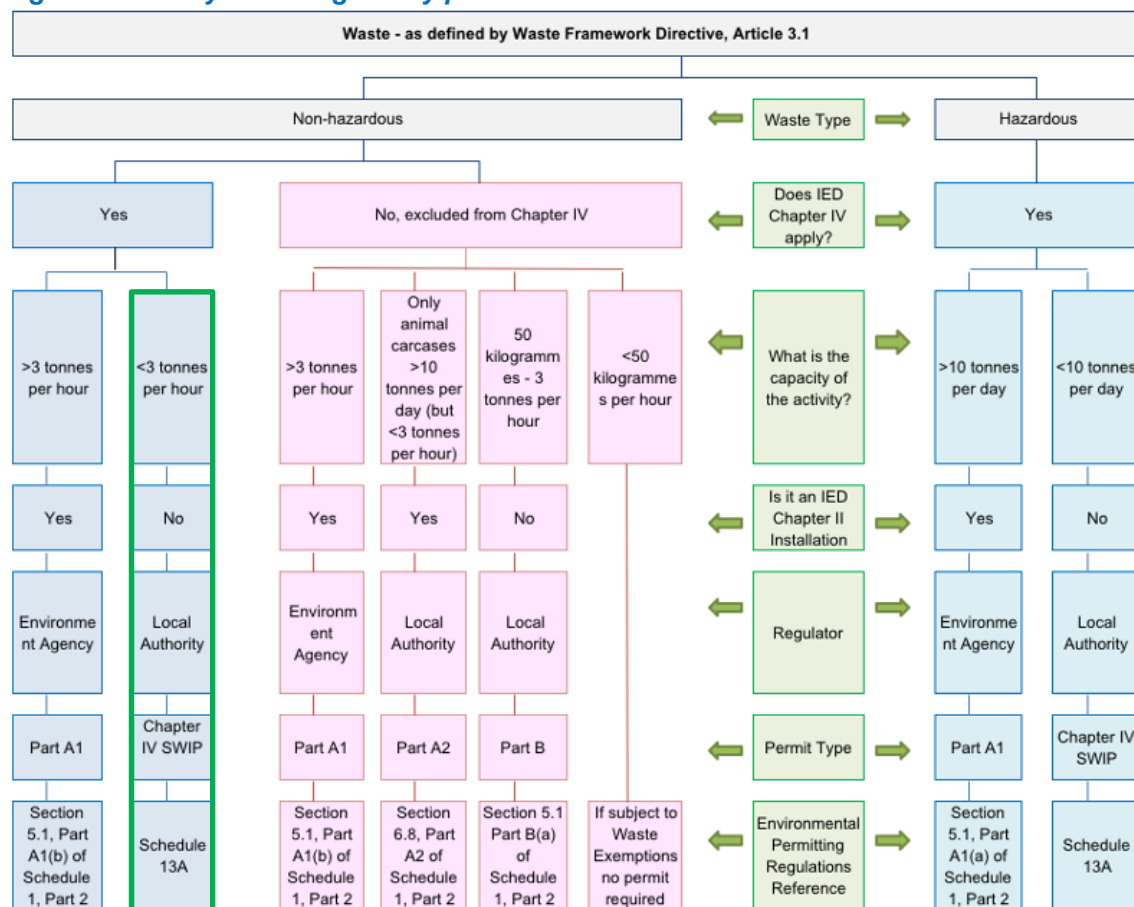 Waste - as defined by Waste Framework Directive, Article 3.1
Non-hazardous
Waste Type
Hazardous
Yes
No, excluded from Chapter IV
Does IED
Chapter IV
apply?
Yes
>3 tonnes
per hour
<3 tonnes
per hour
>3 tonnes
per hour
Only
animal
carcases
>10
tonnes per
day (but
<3 tonnes
per hour)
50
kilogramm
es - 3
tonnes per
hour
<50
kilogramme
s per hour
What is the
capacity of
the activity?
>10 tonnes
per day
<10 tonnes
per day
Yes
No
Yes
Yes
No
Is it an IED
Chapter II
Installation
Yes
No
Environme
nt Agency
Local
Authority
Environm
ent
Agency
Local
Authority
Local
Authority
Regulator
Environme
nt Agency
Local
Authority
Part A1
Chapter
IV SWIP
Part A1
Part A2
Part B
Permit Type
Part A1
Chapter IV
SWIP
Section
5.1, Part
A1(b) of
Schedule
1, Part 2
Schedule
13A
Section
5.1, Part
A1(b) of
Schedule
1, Part 2
Section
6.8, Part
A2 of
Schedule
1, Part 2
Section 5.1
Part B(a)
of
Schedule
1, Part 2
If subject to
Waste
Exemptions
no permit
required
Environmental
Permitting
Regulations
Reference
Section
5.1, Part
A1(a) of
Schedule
1, Part 2
Schedule
13A